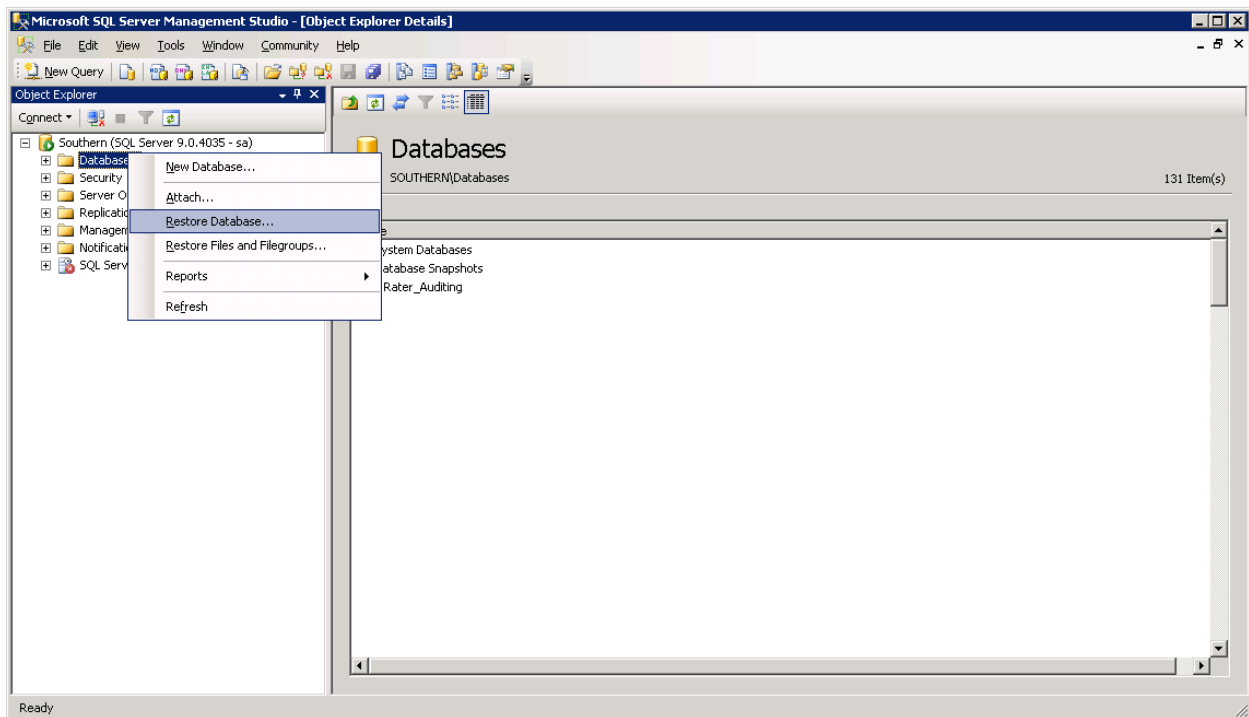 Microsoft SQL Server Management Studio - [Object Explorer Details]
File Edit View Tools Window Community Help
New Query
Object Explorer
Connect
Southern (SQL Server 9.0.4035 - sa)
Database
Security
Server O
Replicatio
Managem
Notificati
SQL Serv
New Database...
Attach...
Restore Database...
Restore Files and Filegroups...
Reports
Refresh
Databases
SOUTHERN\Databases
131 Item(s)
e
ystem Databases
atabase Snapshots
Rater_Auditing
Ready